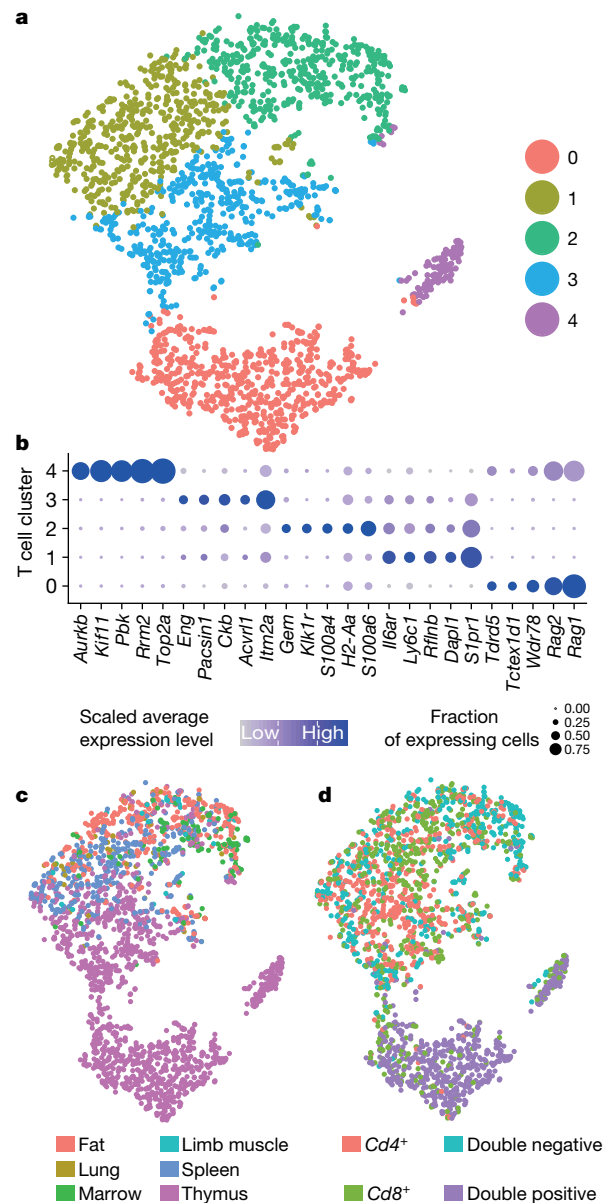 a
0
1
2
3
4
b
T cell cluster
4
3
2
1
0
Aurkb
Kif11
Pbk
Rrm2
Top2a
Eng
Pacsin1
Ckb
Acvrl1
Itm2a
Gem
Klk1r
S100a4
H2-Aa
S100a6
Il6ar
Ly6c1
Rflnb
Dapl1
S1pr1
Tdrd5
Tctex1d1
Wdr78
Rag2
Rag1
Scaled average
expression level
Low
High
Fraction
of expressing cells
0.00
0.25
0.50
0.75
c
d
Fat
Lung
Marrow
Limb muscle
Spleen
Thymus
Cd4+
Cd8+
Double negative
Double positive